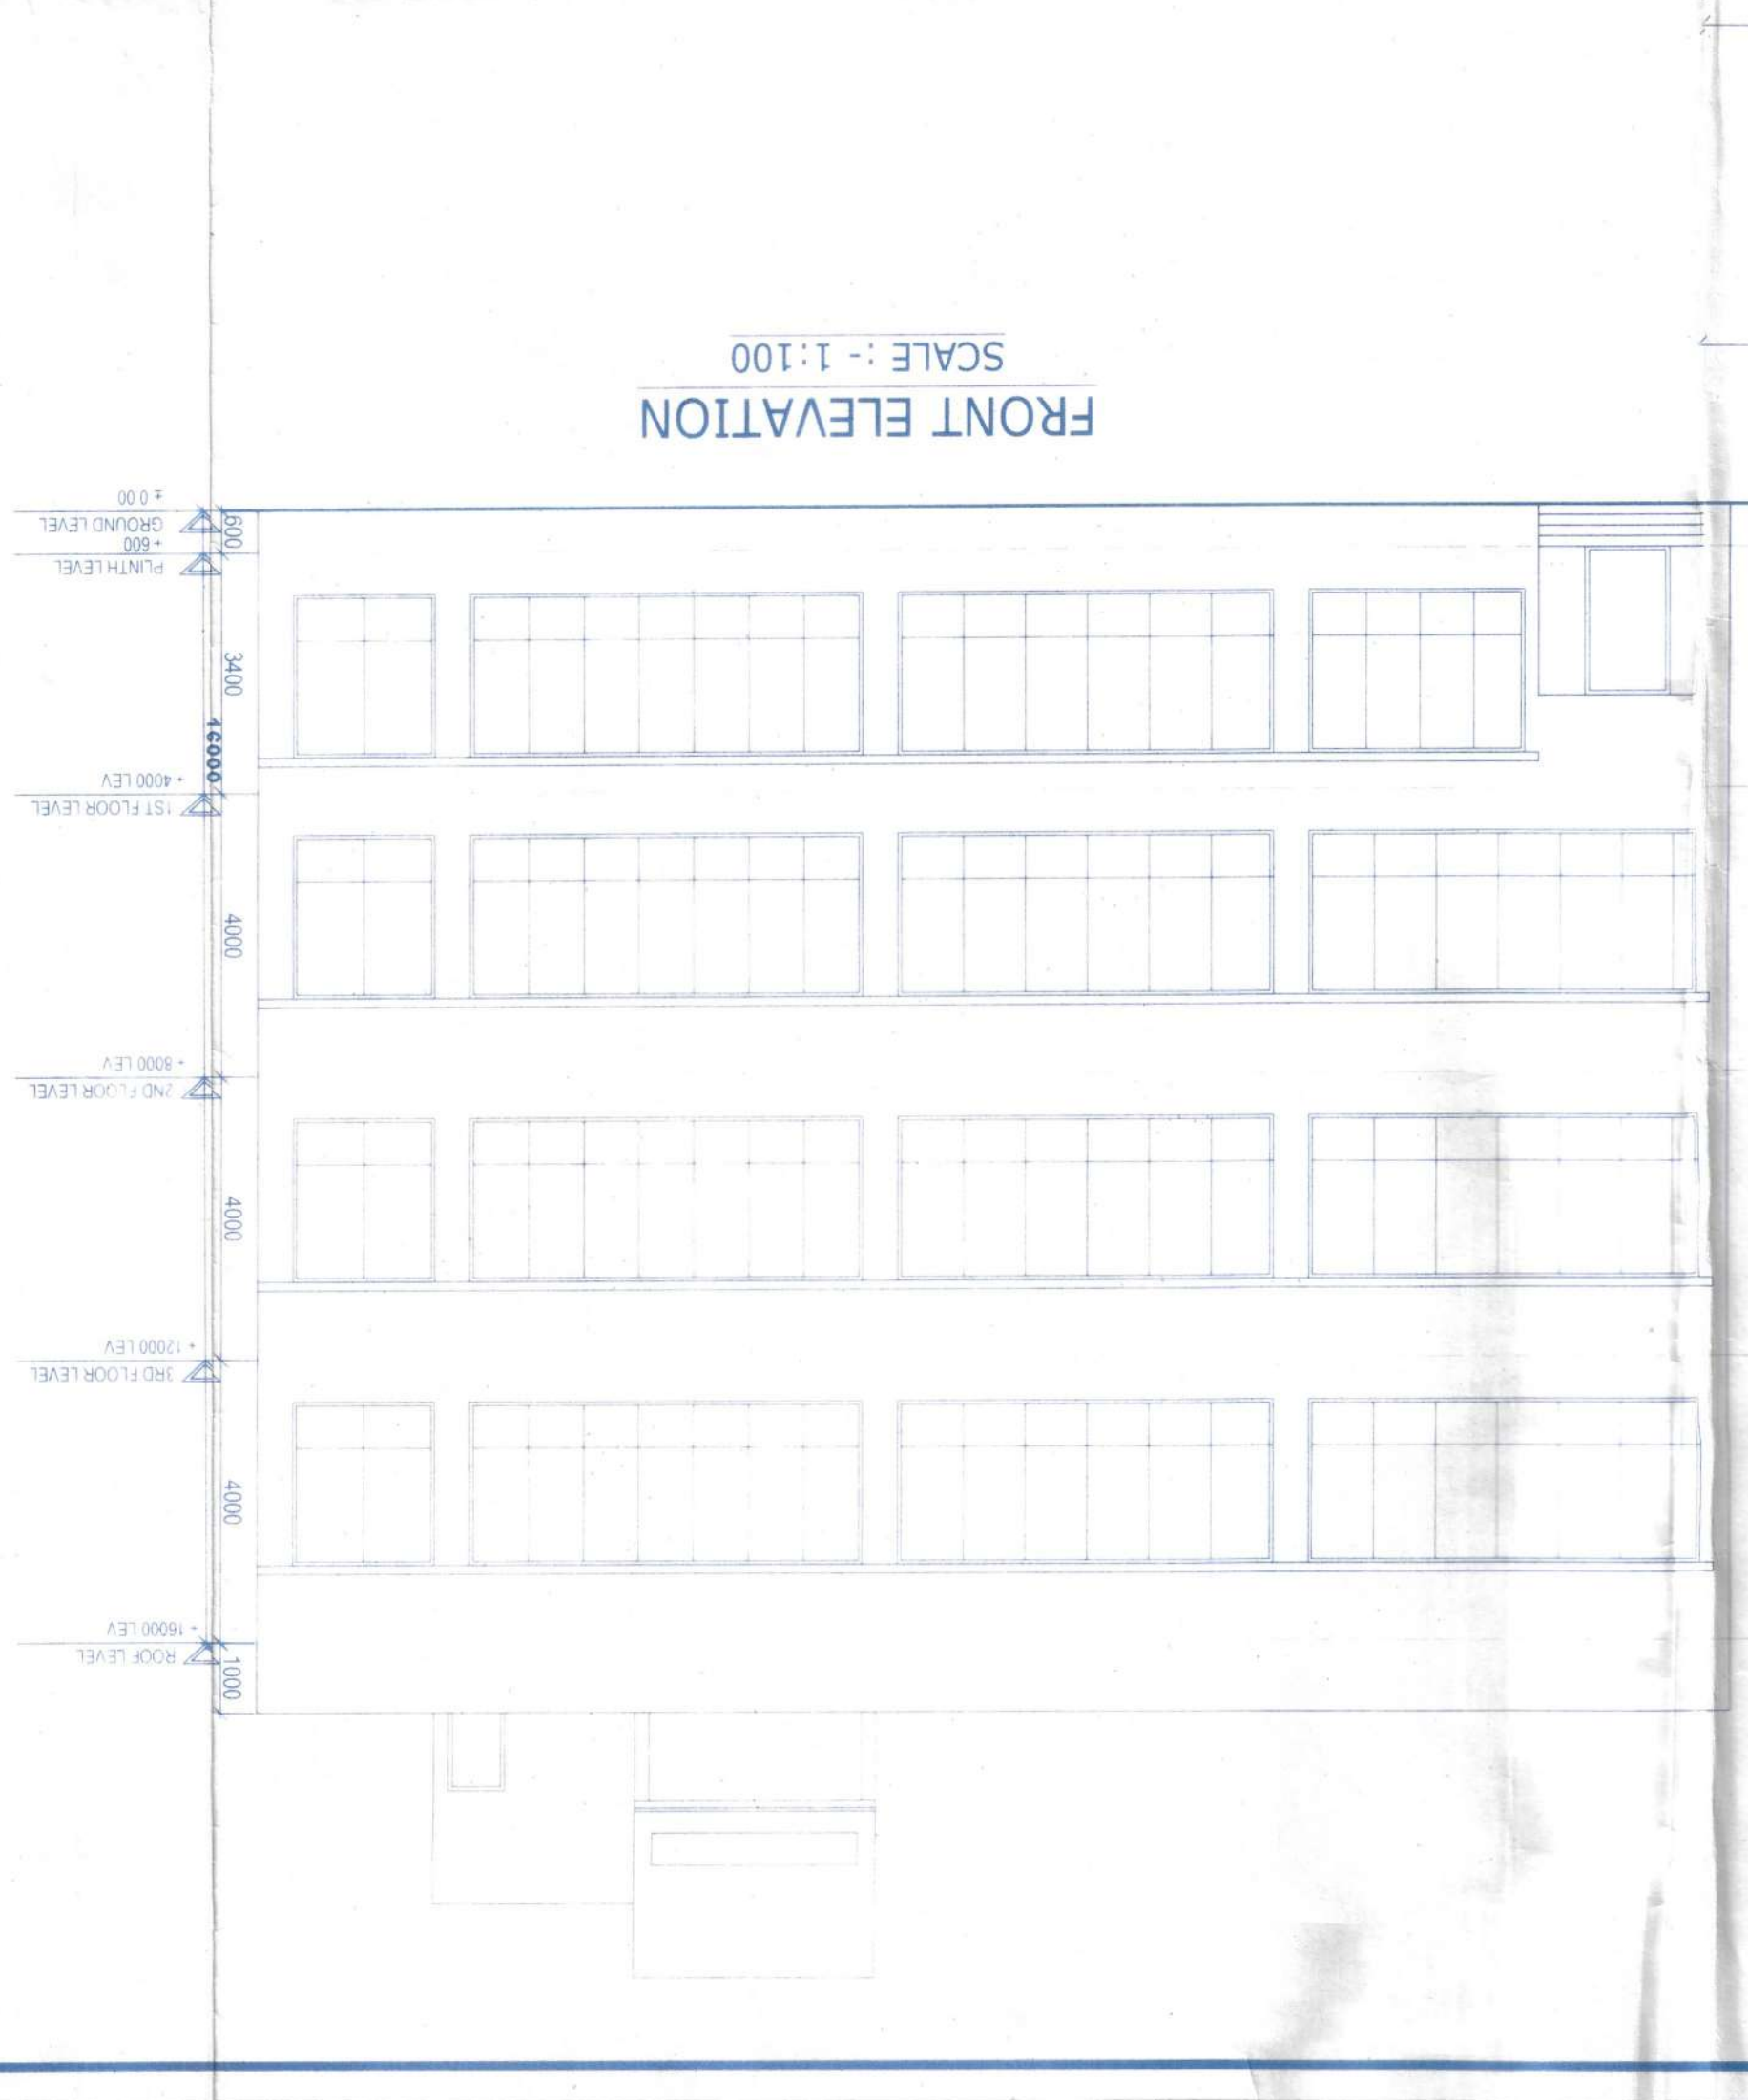 FRONT ELEVATION
SCALE :- 1:100
1000
ROOF LEVEL
+ 16000 LEV
4000
3RD FLOOR LEVEL
+ 12000 LEV
4000
2ND FLOOR LEVEL
+ 8000 LEV
4000
1ST FLOOR LEVEL
+ 4000 LEV
16000
3400
PLINTH LEVEL
+ 600
600
GROUND LEVEL
± 0.00